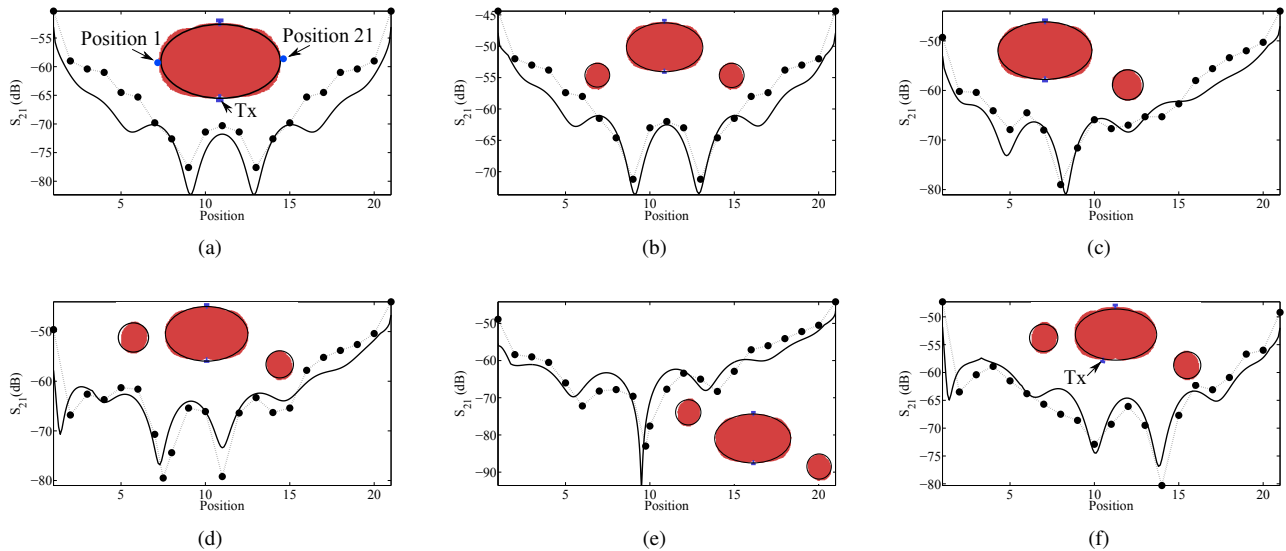 −55
−60
−65
−70
−75
−80
S21 (dB)
Position 1
Position 21
Tx
5 10 15 20
Position
(a)
−45
−50
−55
−60
−65
−70
S21 (dB)
5 10 15 20
Position
(b)
−50
−60
−70
−80
S21 (dB)
5 10 15 20
Position
(c)
−50
−60
−70
−80
S21 (dB)
5 10 15 20
Position
(d)
−50
−60
−70
−80
−90
S21 (dB)
5 10 15 20
Position
(e)
−50
−55
−60
−65
−70
−75
−80
S21 (dB)
Tx
5 10 15 20
Position
(f)